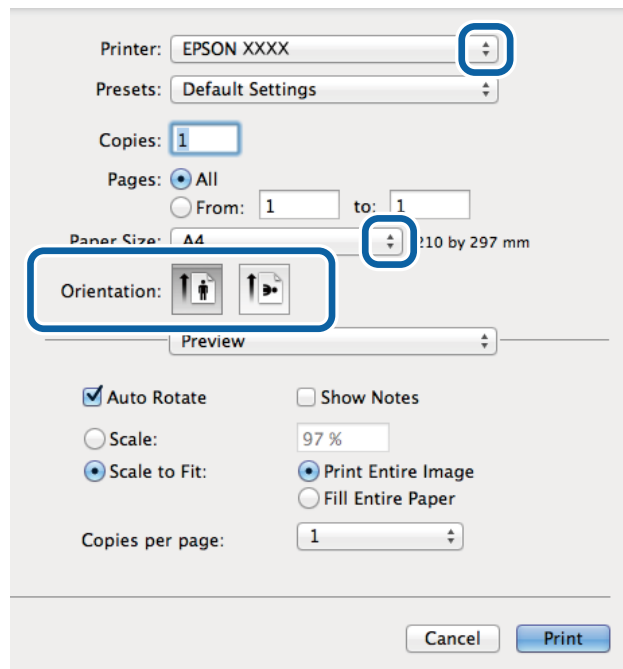 Printer: EPSON XXXX
Presets: Default Settings
Copies: 1
Pages: All
From: 1 to: 1
Paper Size: A4 210 by 297 mm
Orientation:
Preview
Auto Rotate Show Notes
Scale: 97 %
Scale to Fit: Print Entire Image
Fill Entire Paper
Copies per page: 1
Cancel Print